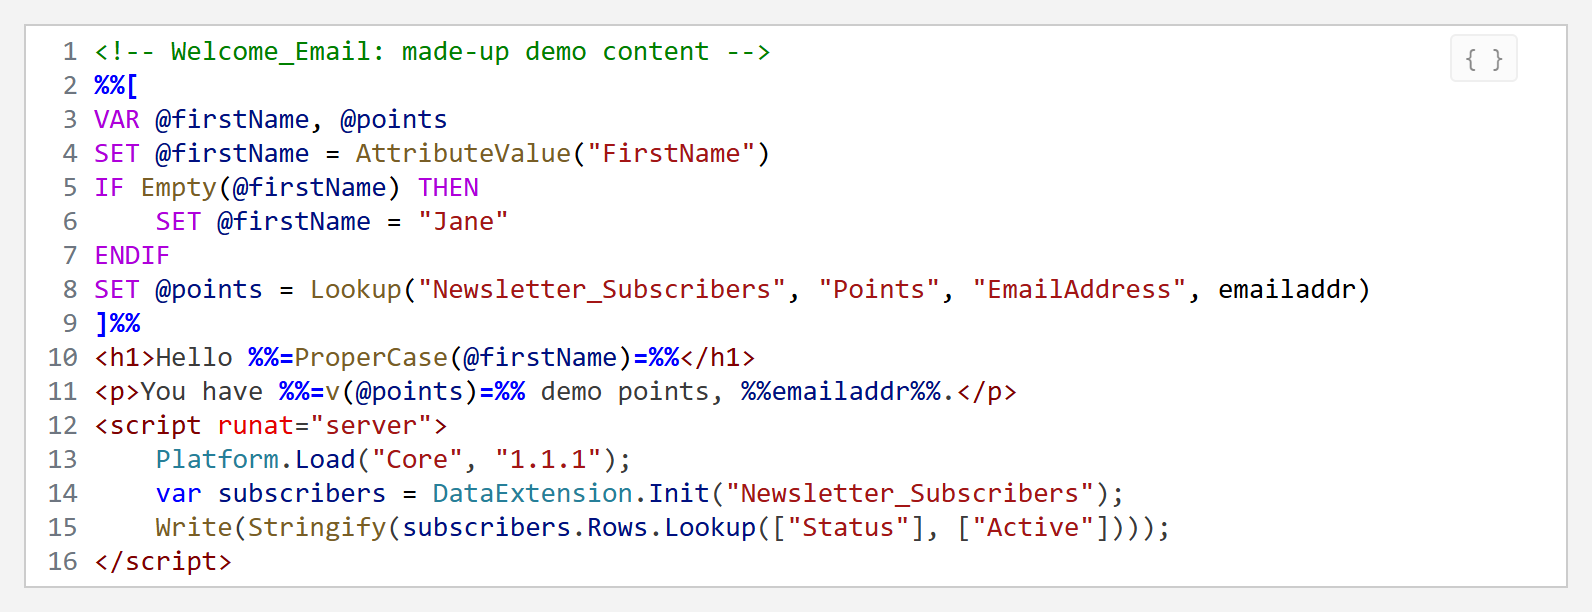 1 <!-- Welcome_Email: made-up demo content -->
{ }
2 %%[
3 VAR @firstName, @points
4 SET @firstName = AttributeValue("FirstName")
5 IF Empty(@firstName) THEN
6     SET @firstName = "Jane"
7 ENDIF
8 SET @points = Lookup("Newsletter_Subscribers", "Points", "EmailAddress", emailaddr)
9 ]%%
10 <h1>Hello %%=ProperCase(@firstName)=%%</h1>
11 <p>You have %%=v(@points)=%% demo points, %%emailaddr%%.</p>
12 <script runat="server">
13     Platform.Load("Core", "1.1.1");
14     var subscribers = DataExtension.Init("Newsletter_Subscribers");
15     Write(Stringify(subscribers.Rows.Lookup(["Status"], ["Active"])));
16 </script>